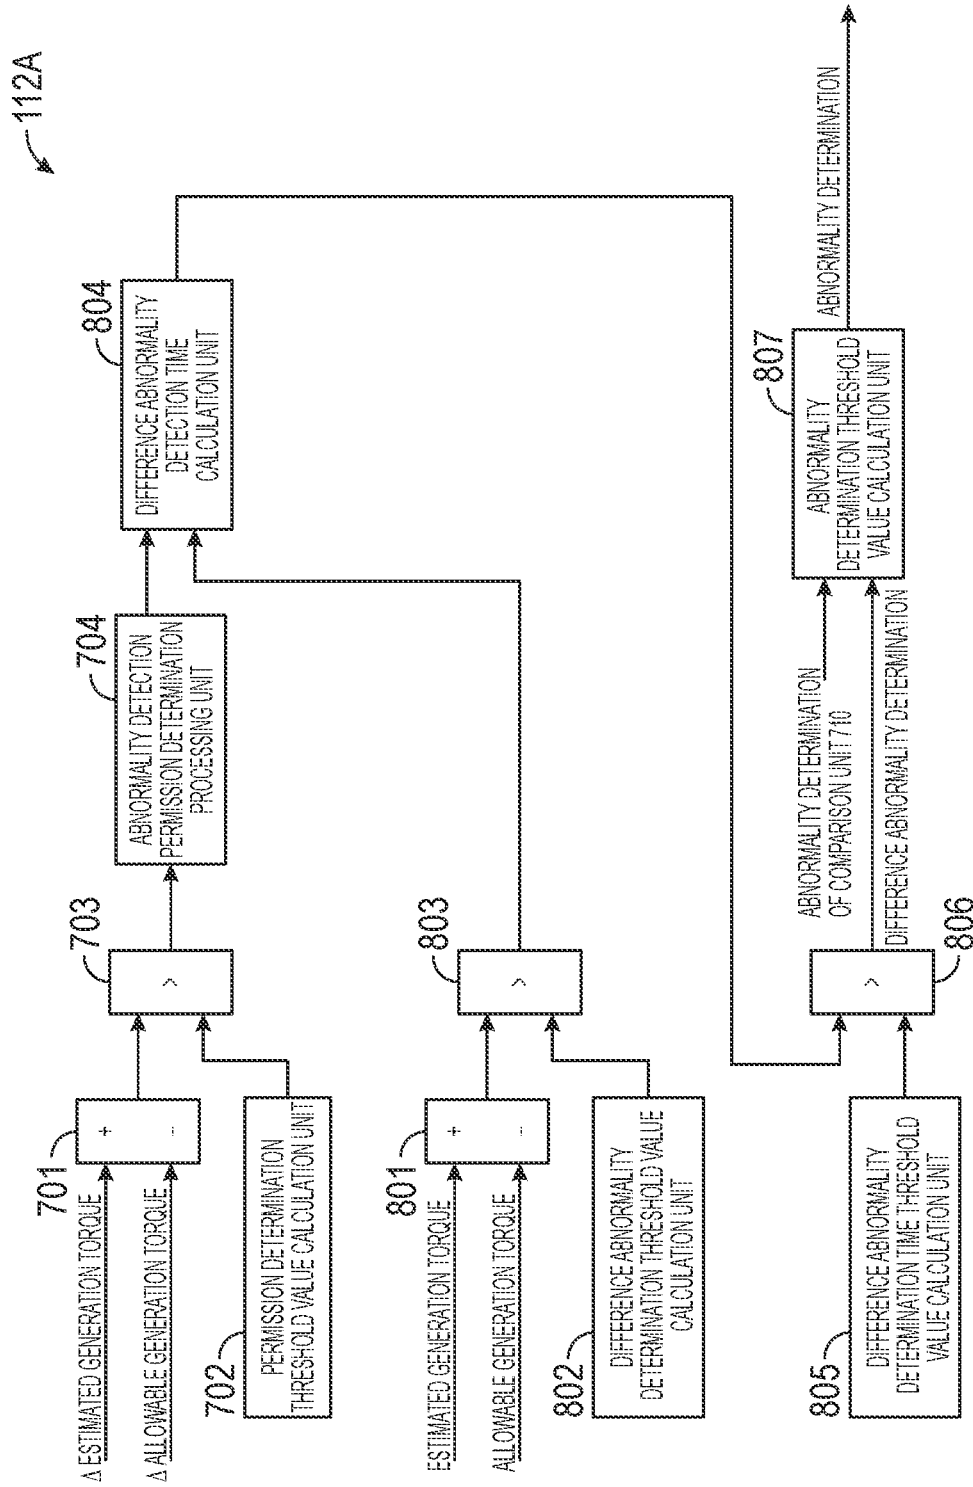 112A
Δ ESTIMATED GENERATION TORQUE
Δ ALLOWABLE GENERATION TORQUE
701
+
-
702
PERMISSION DETERMINATION
THRESHOLD VALUE CALCULATION UNIT
703
>
704
ABNORMALITY DETECTION
PERMISSION DETERMINATION
PROCESSING UNIT
804
DIFFERENCE ABNORMALITY
DETECTION TIME
CALCULATION UNIT
ESTIMATED GENERATION TORQUE
ALLOWABLE GENERATION TORQUE
801
+
-
802
DIFFERENCE ABNORMALITY
DETERMINATION THRESHOLD VALUE
CALCULATION UNIT
803
>
805
DIFFERENCE ABNORMALITY
DETERMINATION TIME THRESHOLD
VALUE CALCULATION UNIT
>
806
ABNORMALITY DETERMINATION
OF COMPARISON UNIT 710
DIFFERENCE ABNORMALITY DETERMINATION
807
ABNORMALITY
DETERMINATION THRESHOLD
VALUE CALCULATION UNIT
ABNORMALITY DETERMINATION